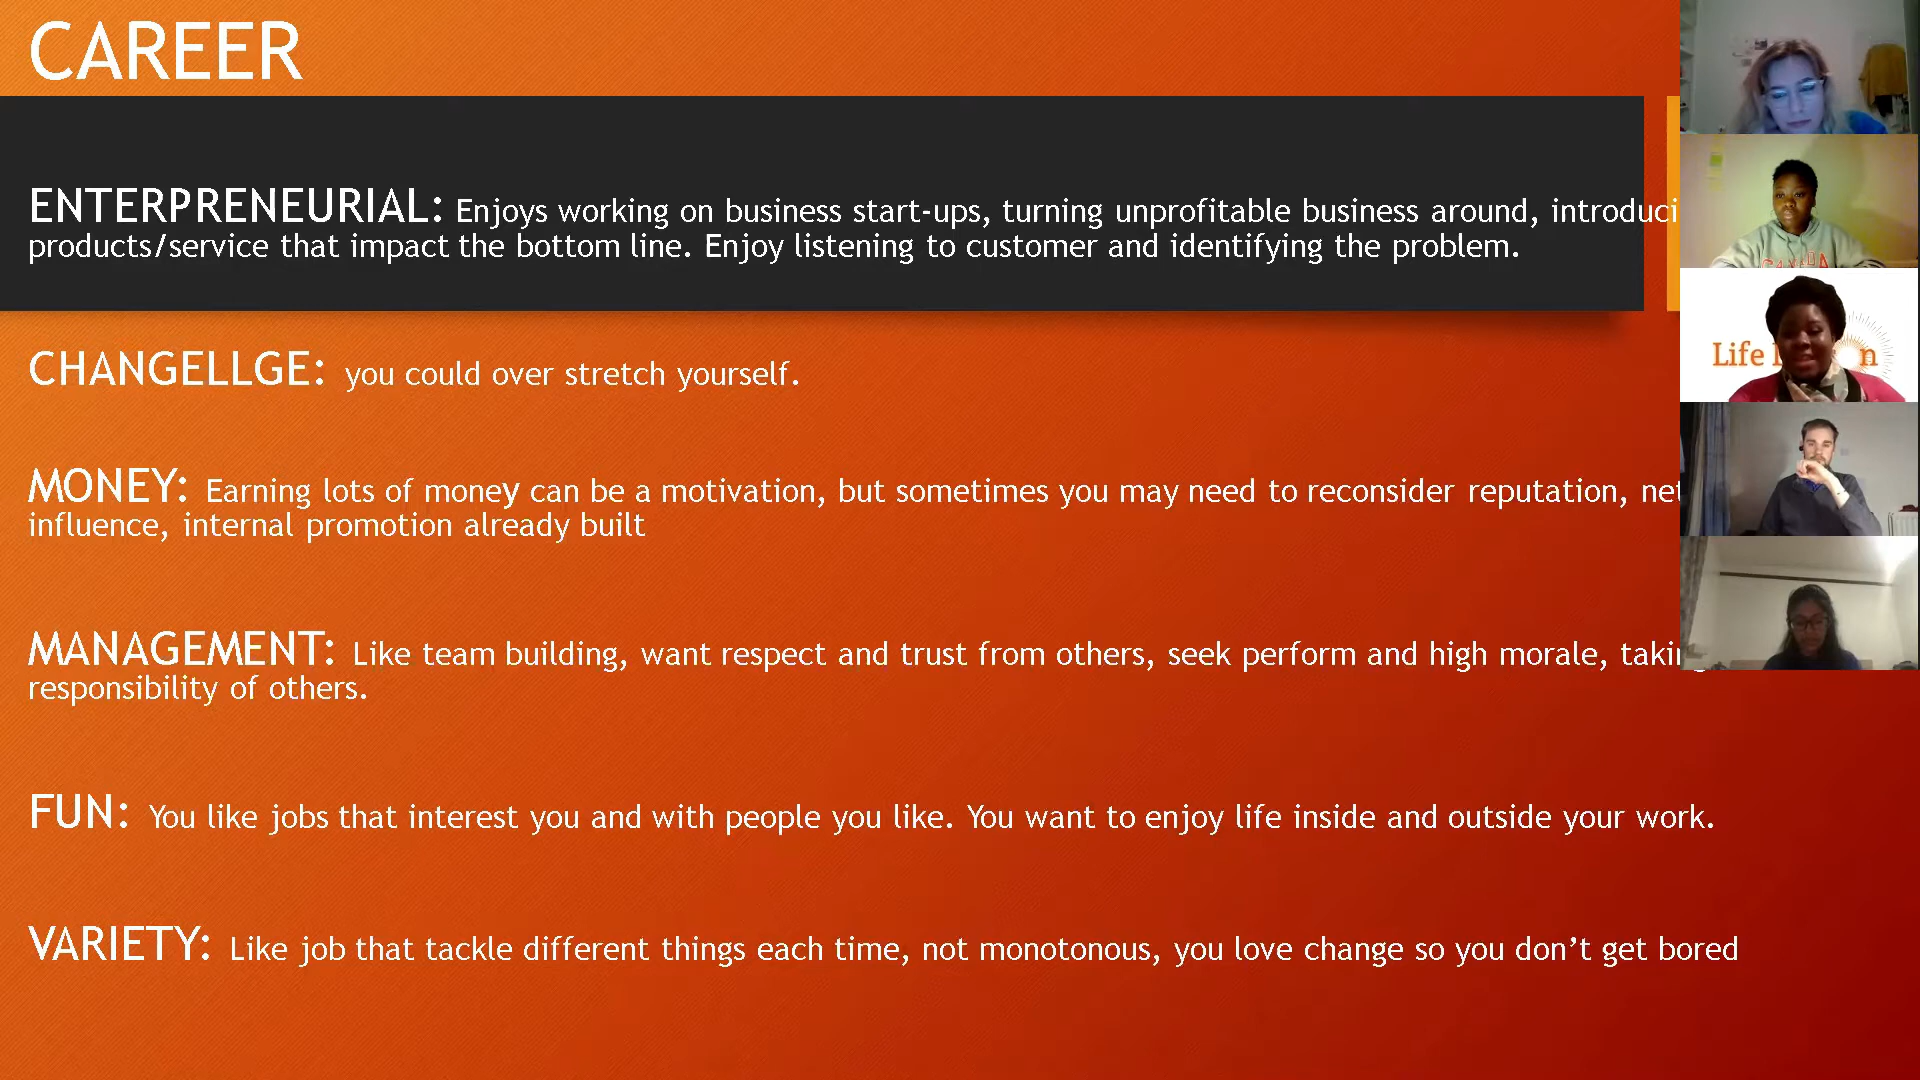 CAREER
ENTERPRENEURIAL: Enjoys working on business start-ups, turning unprofitable business around,
products/service that impact the bottom line. Enjoy listening to customer and identifying the problem.
CHANGELLGE: you could over stretch yourself.
MONEY: Earning lots of money can be a motivation, but sometimes you may need to reconsider reputation,
influence, internal promotion already built
MANAGEMENT: Like team building, want respect and trust from others, seek perform and high morale, taking
responsibility of others.
FUN: You like jobs that interest you and with people you like. You want to enjoy life inside and outside your work.
VARIETY: Like job that tackle different things each time, not monotonous, you love change so you don’t get bored
Life